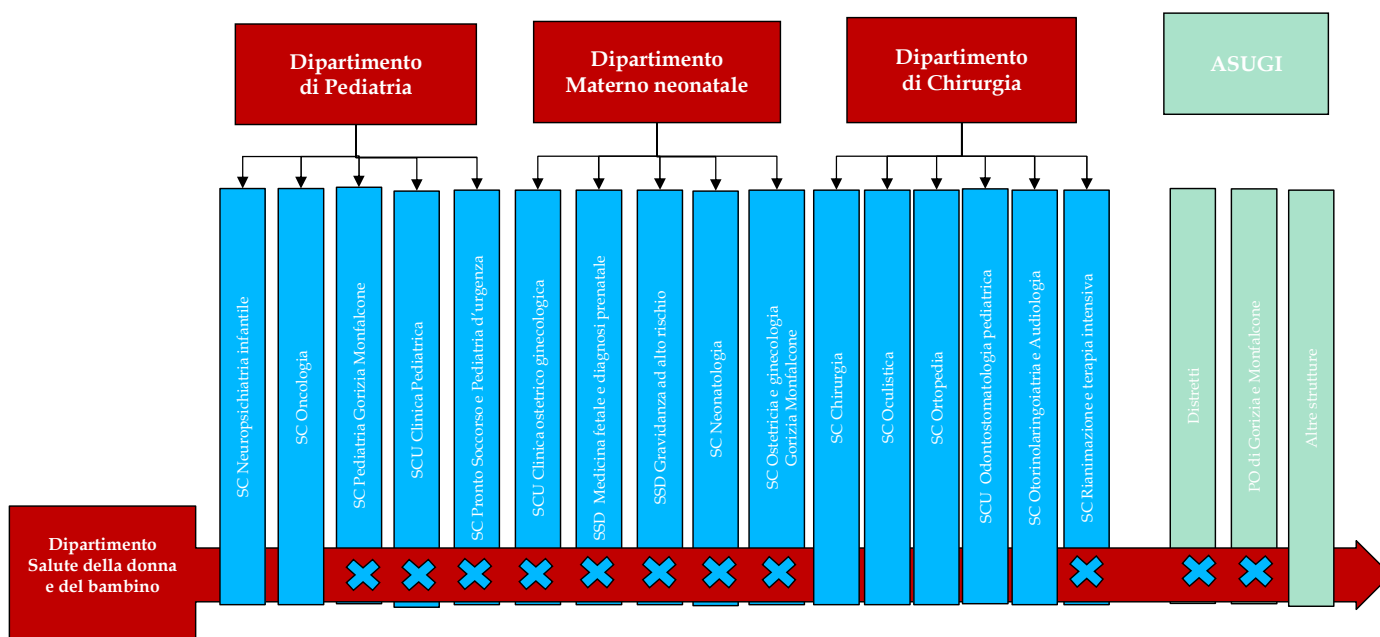 Dipartimento
di Pediatria
Dipartimento
Materno neonatale
Dipartimento
di Chirurgia
ASUGI
SC Neuropsichiatria infantile
SC Oncologia
SC Pediatria Gorizia Monfalcone
SCU Clinica Pediatrica
SC Pronto Soccorso e Pediatria d'urgenza
SCU Clinica ostetrico ginecologica
SSD Medicina fetale e diagnosi prenatale
SSD Gravidanza ad alto rischio
SC Neonatologia
SC Ostetricia e ginecologia
Gorizia Monfalcone
SC Chirurgia
SC Oculistica
SC Ortopedia
SCU Odontostomatologia pediatrica
SC Otorinolaringoiatria e Audiologia
SC Rianimazione e terapia intensiva
Distretti
PO di Gorizia e Monfalcone
Altre strutture
Dipartimento
Salute della donna
e del bambino